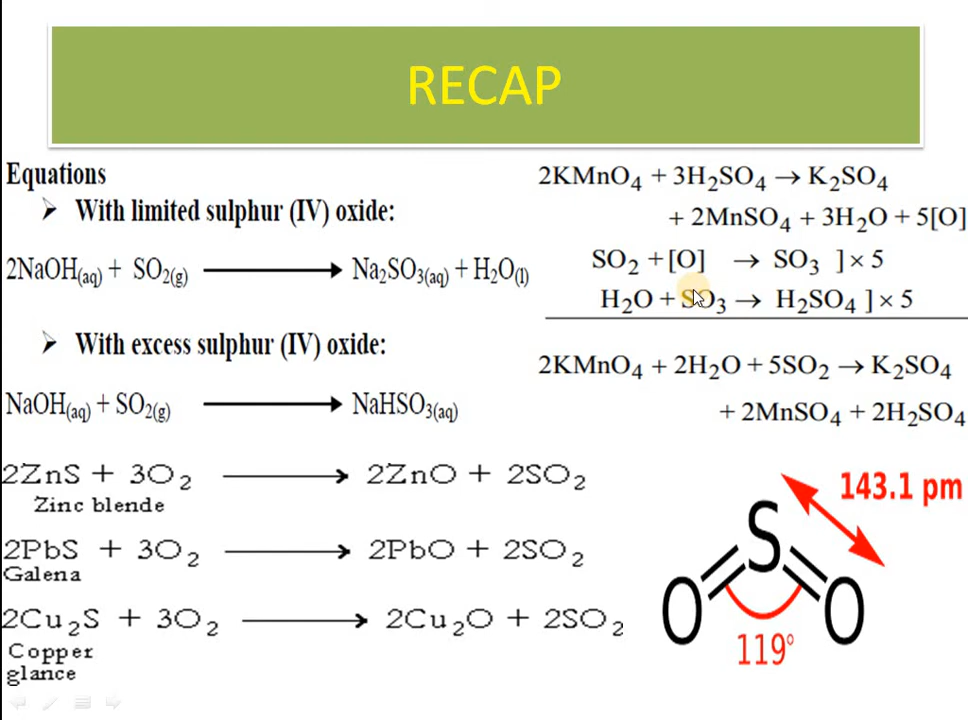 RECAP
Equations
➤ With limited sulphur (IV) oxide:
2NaOH(aq) + SO2(g) ⟶ Na2SO3(aq) + H2O(l)
➤ With excess sulphur (IV) oxide:
NaOH(aq) + SO2(g) ⟶ NaHSO3(aq)
2ZnS + 3O2 ⟶ 2ZnO + 2SO2
Zinc blende
2PbS + 3O2 ⟶ 2PbO + 2SO2
Galena
2Cu2S + 3O2 ⟶ 2Cu2O + 2SO2
Copper
glance
2KMnO4 + 3H2SO4 → K2SO4
+ 2MnSO4 + 3H2O + 5[O]
SO2 + [O] → SO3 ] × 5
H2O + SO3 → H2SO4 ] × 5
2KMnO4 + 2H2O + 5SO2 → K2SO4
+ 2MnSO4 + 2H2SO4
143.1 pm
S
O O
119°